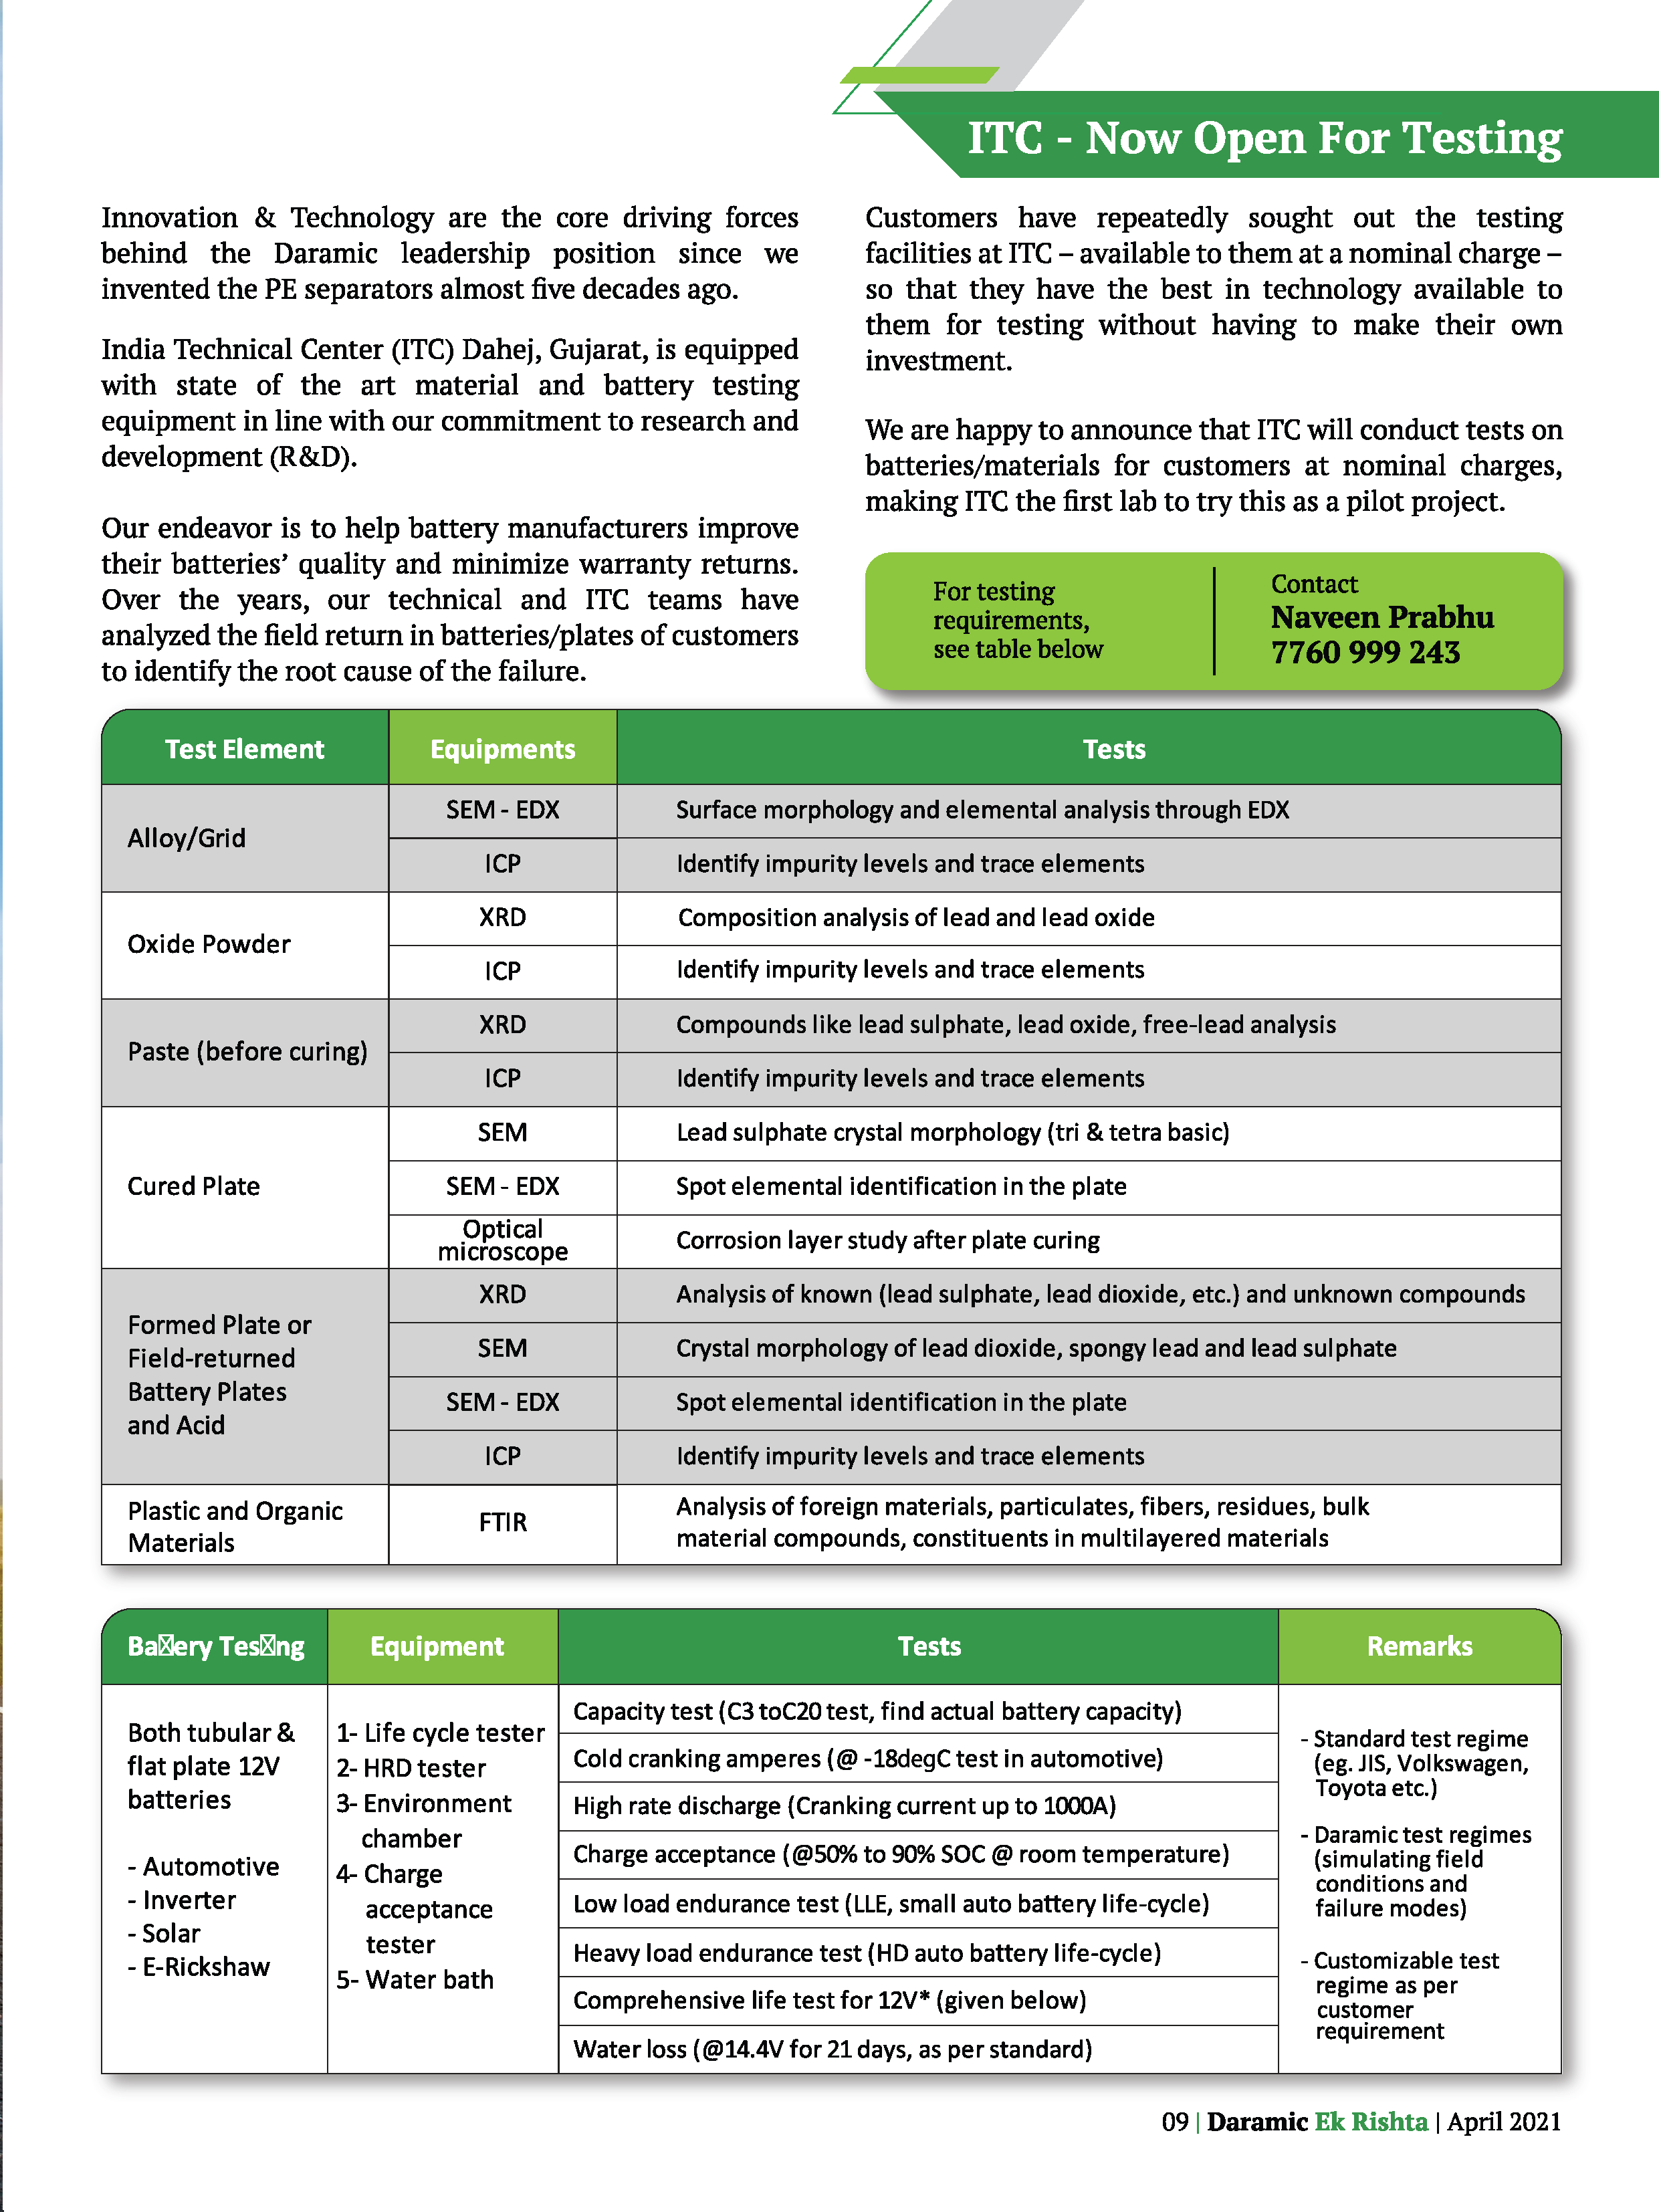 ITC - Now Open For Testing
Innovation & Technology are the core driving forces
behind the Daramic leadership position since we
invented the PE separators almost five decades ago.
India Technical Center (ITC) Dahej, Gujarat, is equipped
with state of the art material and battery testing
equipment in line with our commitment to research and
development (R&D).
Our endeavor is to help battery manufacturers improve
their batteries’ quality and minimize warranty returns.
Over the years, our technical and ITC teams have
analyzed the field return in batteries/plates of customers
to identify the root cause of the failure.
Customers have repeatedly sought out the testing
facilities at ITC – available to them at a nominal charge –
so that they have the best in technology available to
them for testing without having to make their own
investment.
We are happy to announce that ITC will conduct tests on
batteries/materials for customers at nominal charges,
making ITC the first lab to try this as a pilot project.
For testing
requirements,
see table below
Contact
Naveen Prabhu
7760 999 243
Test Element Equipments Tests
Alloy/Grid
SEM - EDX Surface morphology and elemental analysis through EDX
ICP Identify impurity levels and trace elements
Oxide Powder
XRD Composition analysis of lead and lead oxide
ICP Identify impurity levels and trace elements
Paste (before curing)
XRD Compounds like lead sulphate, lead oxide, free-lead analysis
ICP Identify impurity levels and trace elements
Cured Plate
SEM Lead sulphate crystal morphology (tri & tetra basic)
SEM - EDX Spot elemental identification in the plate
Optical
microscope
Corrosion layer study after plate curing
Formed Plate or
Field-returned
Battery Plates
and Acid
XRD Analysis of known (lead sulphate, lead dioxide, etc.) and unknown compounds
SEM Crystal morphology of lead dioxide, spongy lead and lead sulphate
SEM - EDX Spot elemental identification in the plate
ICP Identify impurity levels and trace elements
Plastic and Organic
Materials
FTIR
Analysis of foreign materials, particulates, fibers, residues, bulk
material compounds, constituents in multilayered materials
Ba☒ery Tes☒ng Equipment Tests Remarks
Both tubular &
flat plate 12V
batteries
- Automotive
- Inverter
- Solar
- E-Rickshaw
1- Life cycle tester
2- HRD tester
3- Environment
chamber
4- Charge
acceptance
tester
5- Water bath
Capacity test (C3 toC20 test, find actual battery capacity)
Cold cranking amperes (@ -18degC test in automotive)
High rate discharge (Cranking current up to 1000A)
Charge acceptance (@50% to 90% SOC @ room temperature)
Low load endurance test (LLE, small auto battery life-cycle)
Heavy load endurance test (HD auto battery life-cycle)
Comprehensive life test for 12V* (given below)
Water loss (@14.4V for 21 days, as per standard)
- Standard test regime
(eg. JIS, Volkswagen,
Toyota etc.)
- Daramic test regimes
(simulating field
conditions and
failure modes)
- Customizable test
regime as per
customer
requirement
09 | Daramic Ek Rishta | April 2021